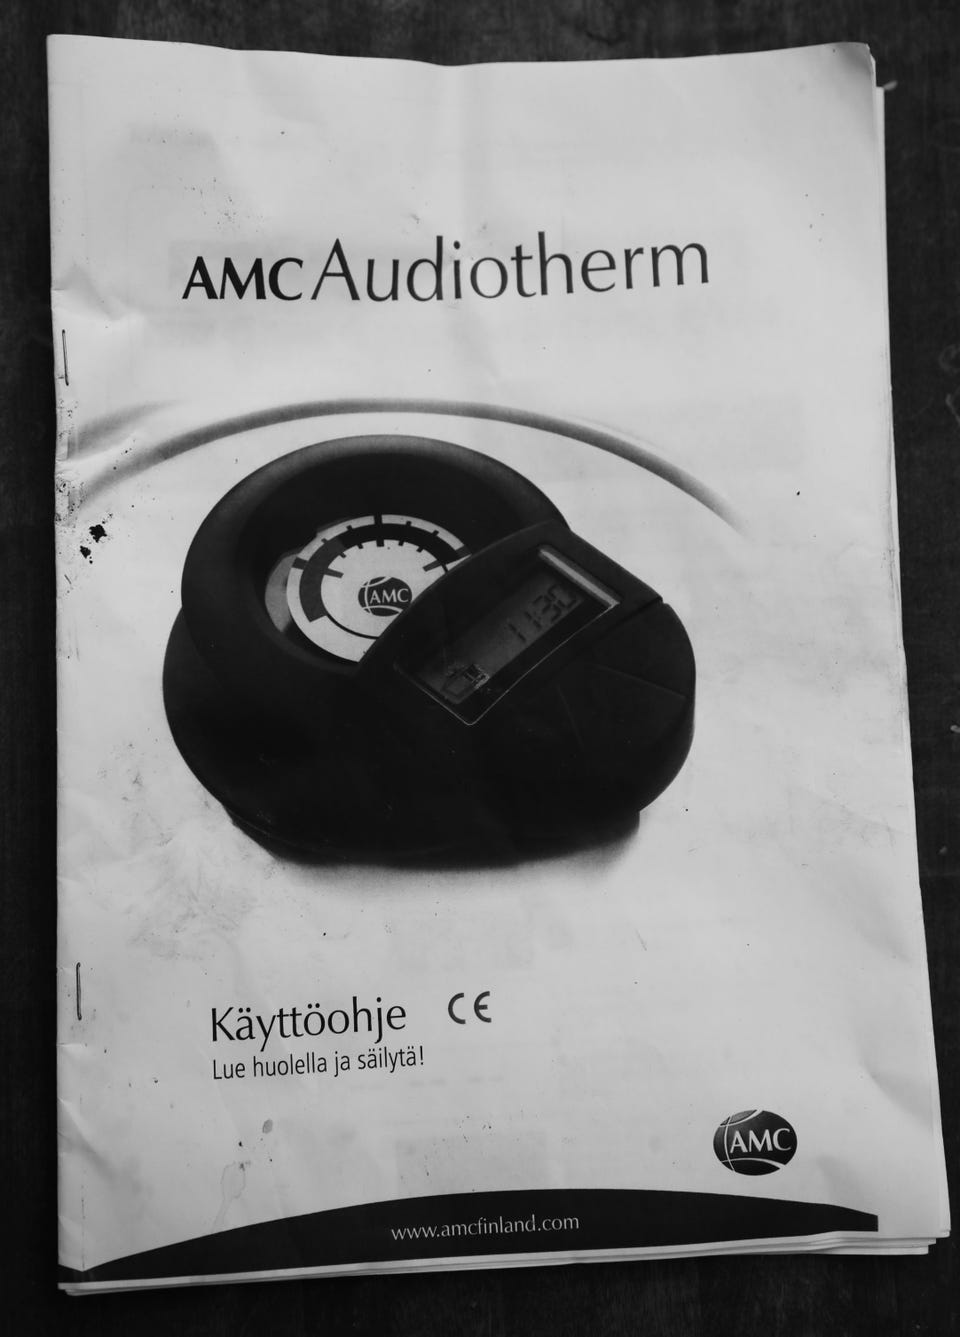 AMC Audiotherm
AMC
11:30
Käyttöohje CE
Lue huolella ja säilytä!
AMC
www.amcfinland.com